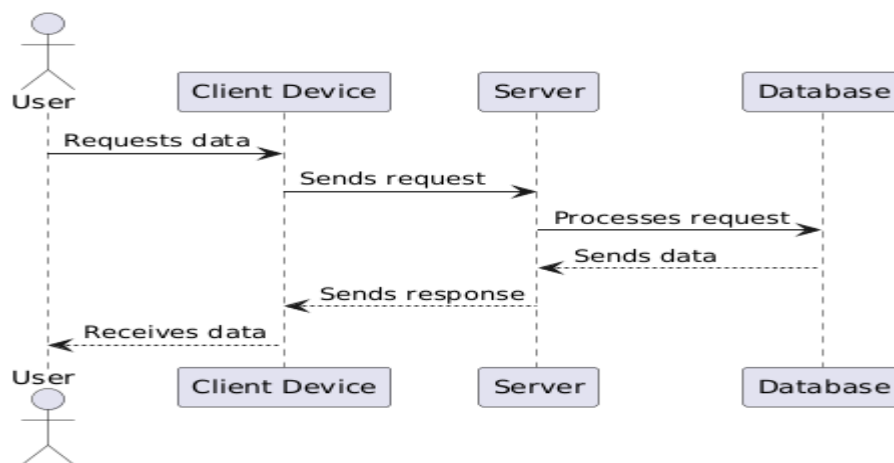 User
Client Device
Server
Database
Requests data
Sends request
Processes request
Sends data
Sends response
Receives data
User
Client Device
Server
Database